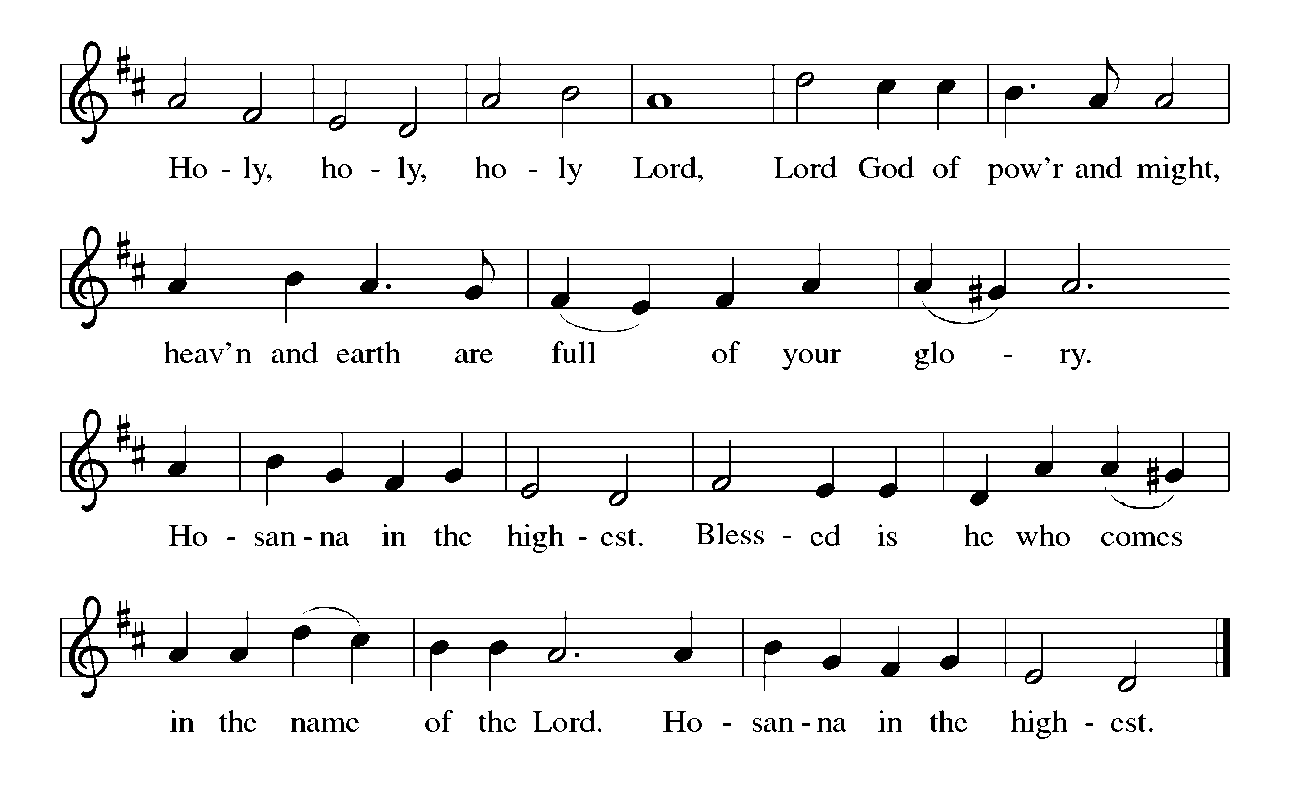 Ho - ly, ho - ly, ho - ly Lord, Lord God of pow’r and might,
heav’n and earth are full of your glo - ry.
Ho - san - na in the high - est. Bless - ed is he who comes
in the name of the Lord. Ho - san - na in the high - est.